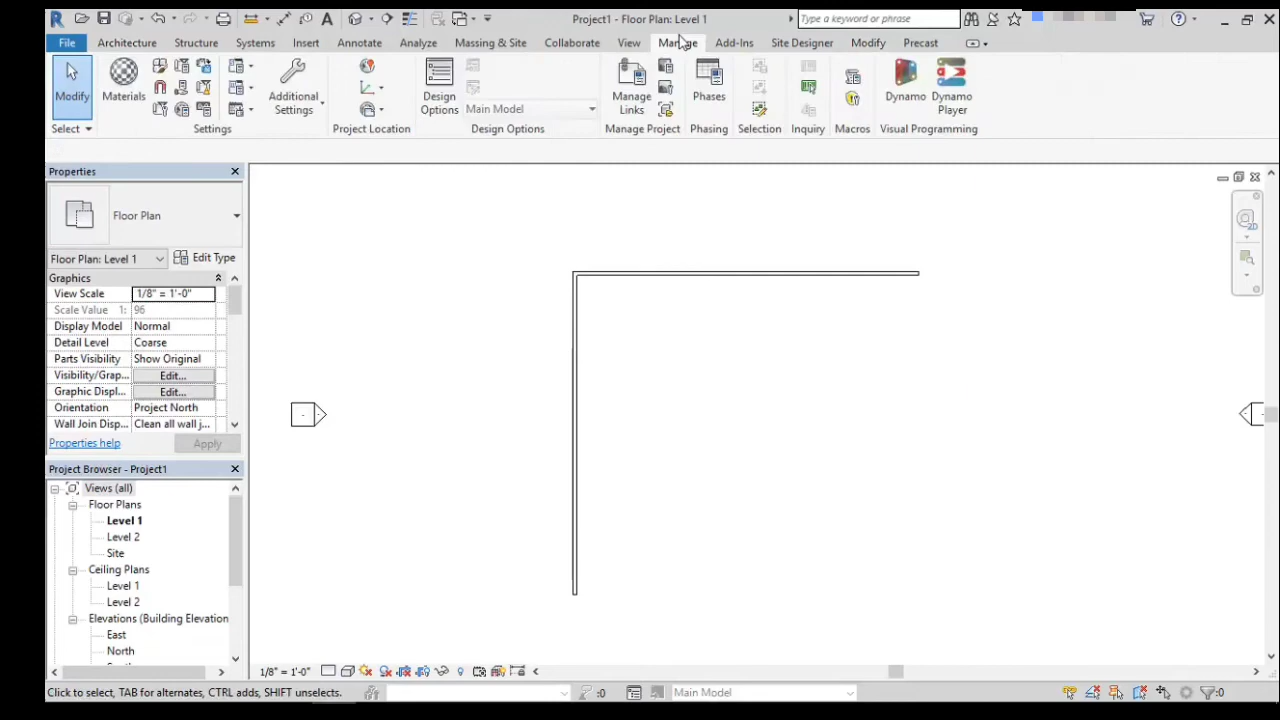 Project1 - Floor Plan: Level 1
Type a keyword or phrase
File Architecture Structure Systems Insert Annotate Analyze Massing & Site Collaborate View Manage Add-Ins Site Designer Modify Precast
Modify
Materials
Additional Settings
Design Options
Main Model
Manage Links
Phases
Dynamo
Dynamo Player
Select Settings Project Location Design Options Manage Project Phasing Selection Inquiry Macros Visual Programming
Properties
Floor Plan
Floor Plan: Level 1
Edit Type
Graphics
View Scale 1/8" = 1'-0"
Scale Value 1: 96
Display Model Normal
Detail Level Coarse
Parts Visibility Show Original
Visibility/Grap... Edit...
Graphic Displ... Edit...
Orientation Project North
Wall Join Disp... Clean all wall j...
Properties help
Apply
Project Browser - Project1
Views (all)
Floor Plans
Level 1
Level 2
Site
Ceiling Plans
Level 1
Level 2
Elevations (Building Elevation
East
North
2D
1/8" = 1'-0"
Click to select, TAB for alternates, CTRL adds, SHIFT unselects.
:0
Main Model
:0